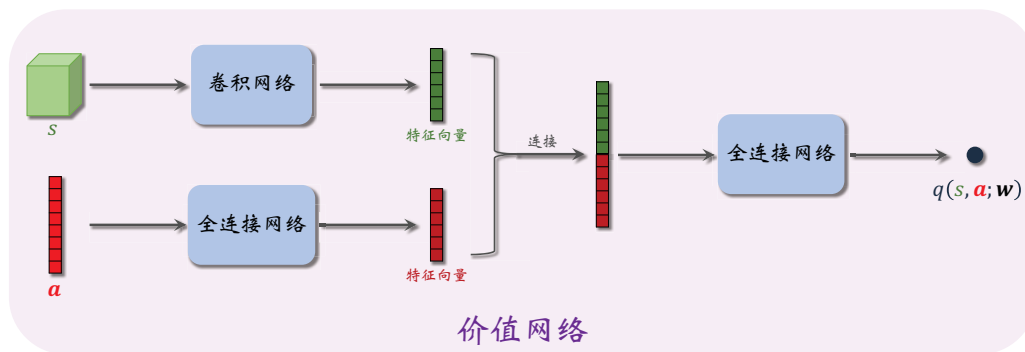 卷积网络
s
特征向量
连接
全连接网络
q(s, a; w)
全连接网络
a
特征向量
价值网络